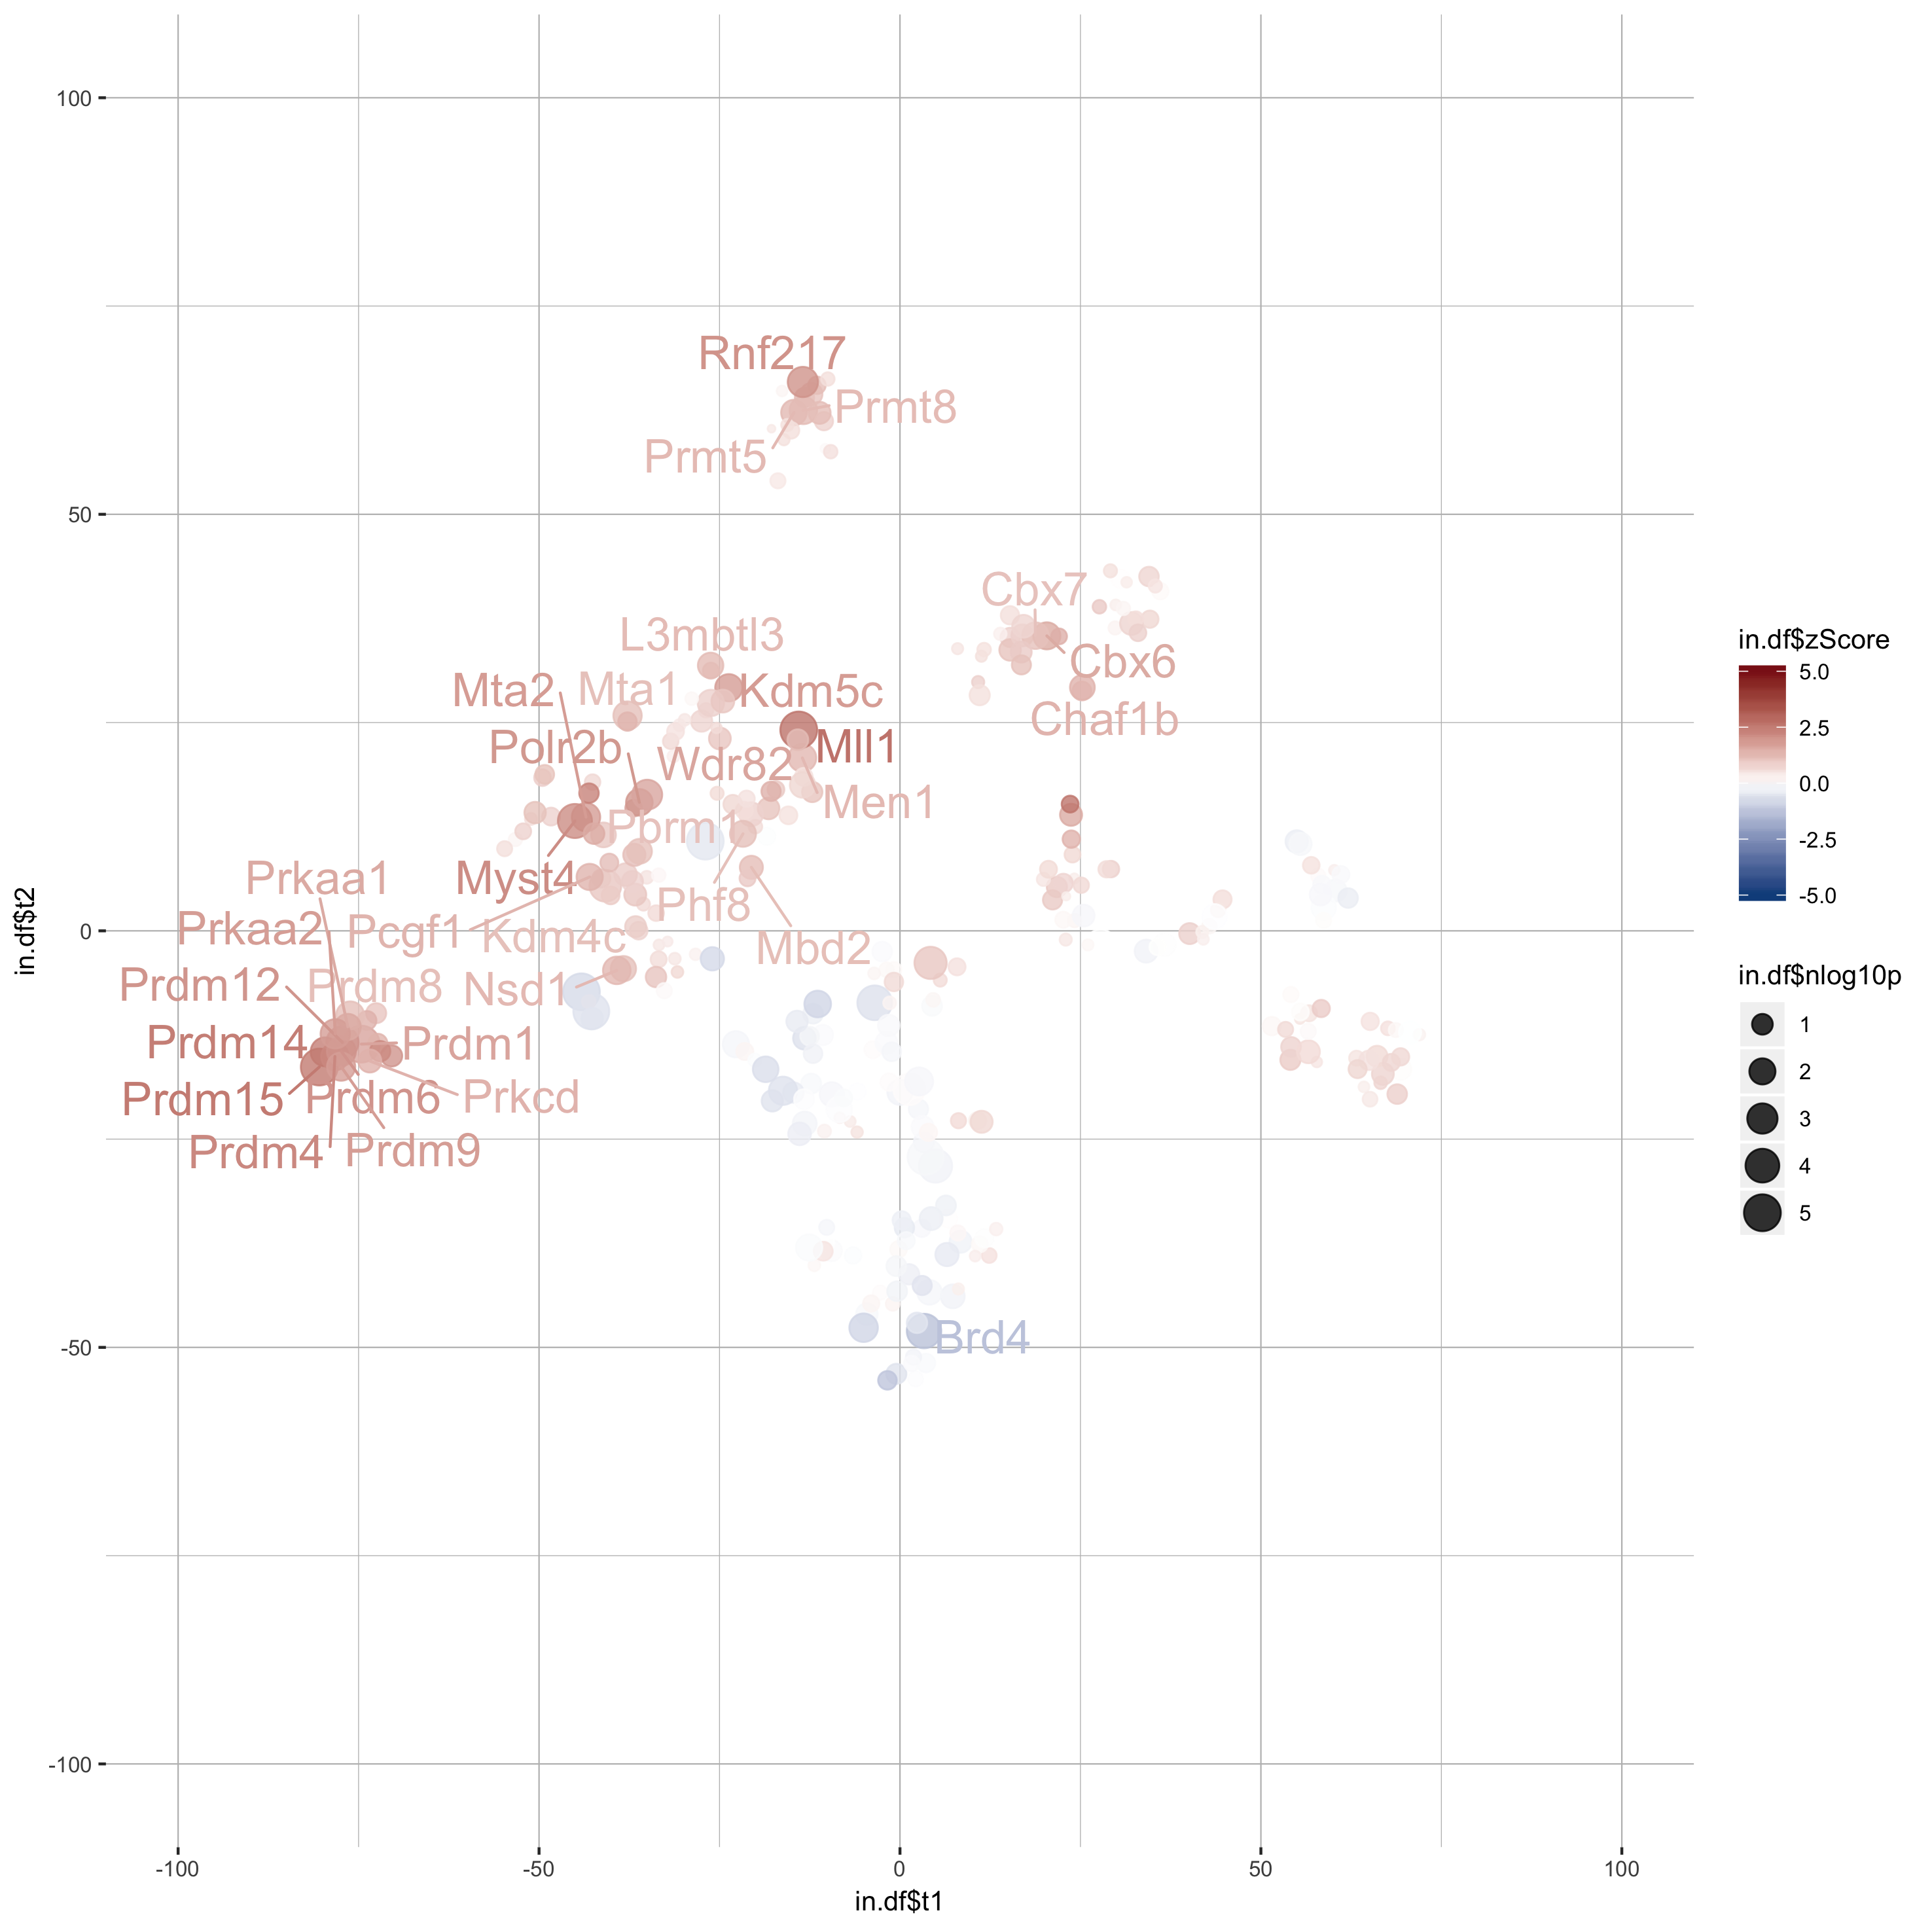 100
50
0
-50
-100
in.df$t2
Rnf217
Prmt8
Prmt5
Cbx7
L3mbtl3
Cbx6
Mta2
Mta1
Kdm5c
Chaf1b
Polr2b
Wdr82
Mll1
Men1
Pbrm1
Prkaa1
Myst4
Phf8
Prkaa2
Pcgf1
Kdm4c
Mbd2
Prdm12
Prdm8
Nsd1
Prdm14
Prdm1
Prdm15
Prdm6
Prkcd
Prdm4
Prdm9
Brd4
-100
-50
0
50
100
in.df$t1
in.df$zScore
5.0
2.5
0.0
-2.5
-5.0
in.df$nlog10p
1
2
3
4
5